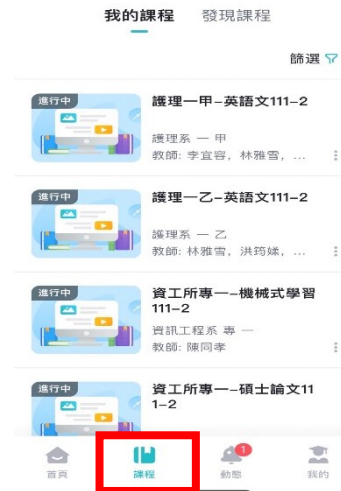 我的課程 發現課程
篩選
進行中
護理一甲–英語文111–2
護理系 一 甲
教師: 李宜容, 林雅雪, ...
進行中
護理一乙–英語文111–2
護理系 一 乙
教師: 林雅雪, 洪筠媄, ...
進行中
資工所專一–機械式學習
111–2
資訊工程系 專 一
教師: 陳同孝
進行中
資工所專一–碩士論文11
1–2
1
首頁 課程 動態 我的